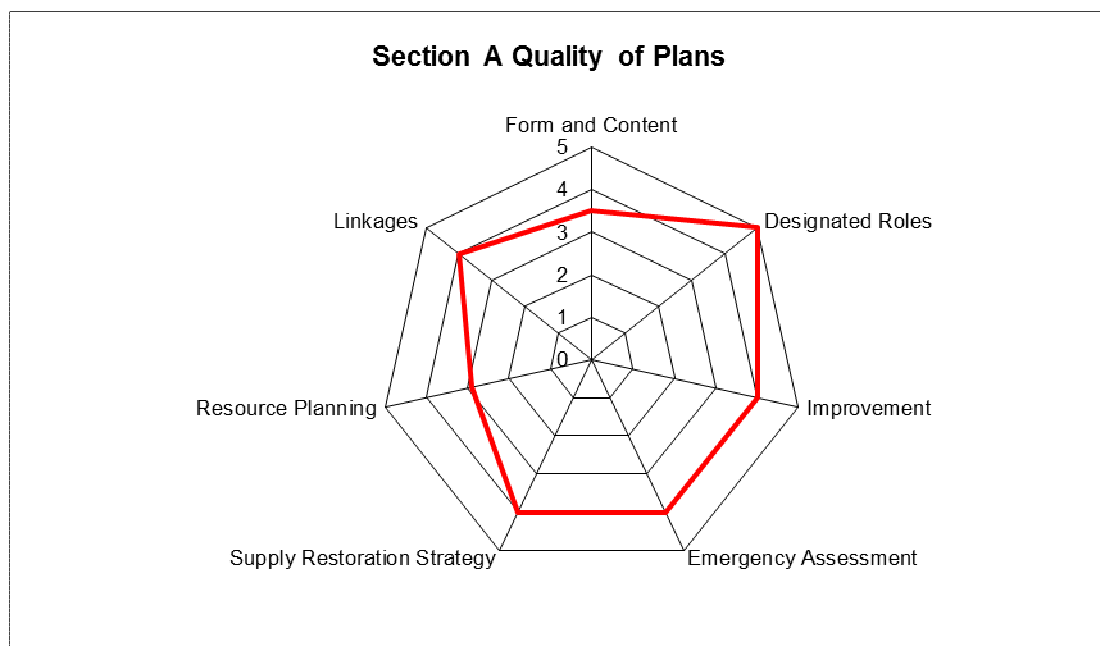 Section A Quality of Plans
Form and Content
5
4
3
2
1
0
Linkages
Designated Roles
Resource Planning
Improvement
Supply Restoration Strategy
Emergency Assessment